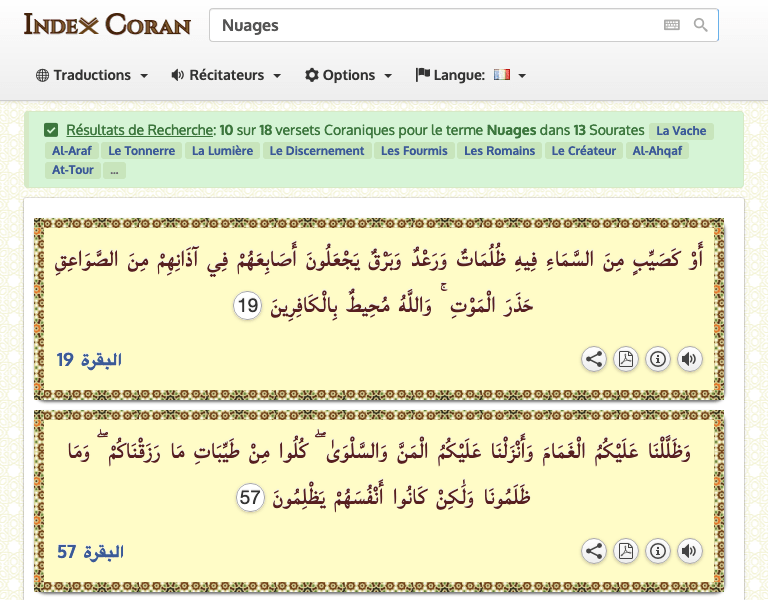 INDEX CORAN
Nuages
Traductions Récitateurs Options Langue:
Résultats de Recherche: 10 sur 18 versets Coraniques pour le terme Nuages dans 13 Sourates La Vache
Al-Araf Le Tonnerre La Lumière Le Discernement Les Fourmis Les Romains Le Créateur Al-Ahqaf
At-Tour ...
أَوْ كَصَيِّبٍ مِنَ السَّمَاءِ فِيهِ ظُلُمَاتٌ وَرَعْدٌ وَبَرْقٌ يَجْعَلُونَ أَصَابِعَهُمْ فِي آذَانِهِمْ مِنَ الصَّوَاعِقِ
حَذَرَ الْمَوْتِ ۚ وَاللَّهُ مُحِيطٌ بِالْكَافِرِينَ 19
البقرة 19
وَظَلَّلْنَا عَلَيْكُمُ الْغَمَامَ وَأَنْزَلْنَا عَلَيْكُمُ الْمَنَّ وَالسَّلْوَىٰ ۖ كُلُوا مِنْ طَيِّبَاتِ مَا رَزَقْنَاكُمْ ۖ وَمَا
ظَلَمُونَا وَلَٰكِنْ كَانُوا أَنْفُسَهُمْ يَظْلِمُونَ 57
البقرة 57